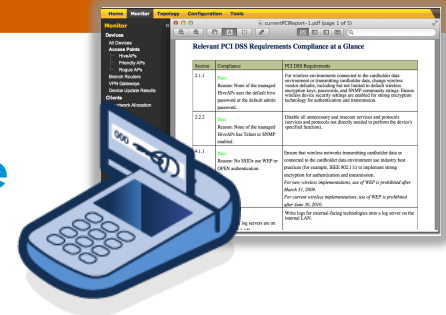 Home Monitor Topology Configuration Tools
Monitor
currentPCIReport-1.pdf (page 1 of 5)
Devices
All Devices
Access Points
HiveAPs
Friendly APs
Rogue APs
Branch Routers
VPN Gateways
Device Update Results
Clients
Network Allocation
Relevant PCI DSS Requirements Compliance at a Glance
Section Compliance PCI DSS Requirements
2.1.1
Pass
Reason: None of the managed
HiveAPs uses the default hive
password or the default admin
password.
For wireless environments connected to the cardholder data
environment or transmitting cardholder data, change wireless
vendor defaults, including but not limited to default wireless
encryption keys, passwords, and SNMP community strings. Ensure
wireless device security settings are enabled for strong encryption
technology for authentication and transmission.
2.2.2
Pass
Reason: None of the managed
HiveAPs has Telnet or SNMP
enabled.
Disable all unnecessary and insecure services and protocols
(services and protocols not directly needed to perform the device's
specified function).
4.1.1
Pass
Reason: No SSIDs use WEP or
OPEN authentication.
Ensure that wireless networks transmitting cardholder data or
connected to the cardholder data environment use industry best
practices (for example, IEEE 802.11i) to implement strong
encryption for authentication and transmission.
For new wireless implementations, use of WEP is prohibited after
March 31, 2009.
For current wireless implementations, use of WEP is prohibited
after June 30, 2010.
log servers are on
Write logs for external-facing technologies onto a log server on the
internal LAN.
000
e